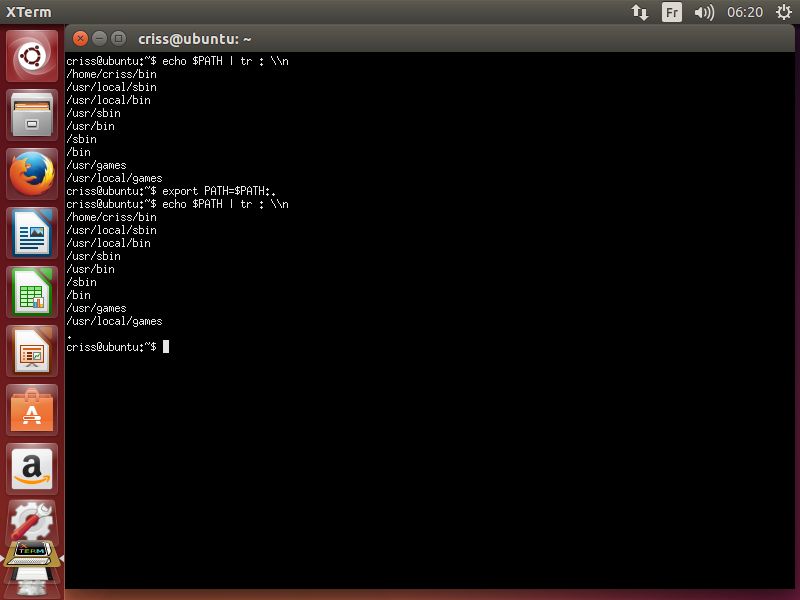 XTerm
Fr
06:20
criss@ubuntu: ~
criss@ubuntu:~$ echo $PATH | tr : \\n
/home/criss/bin
/usr/local/sbin
/usr/local/bin
/usr/sbin
/usr/bin
/sbin
/bin
/usr/games
/usr/local/games
criss@ubuntu:~$ export PATH=$PATH:.
criss@ubuntu:~$ echo $PATH | tr : \\n
/home/criss/bin
/usr/local/sbin
/usr/local/bin
/usr/sbin
/usr/bin
/sbin
/bin
/usr/games
/usr/local/games
.
criss@ubuntu:~$
A
a
XTERM